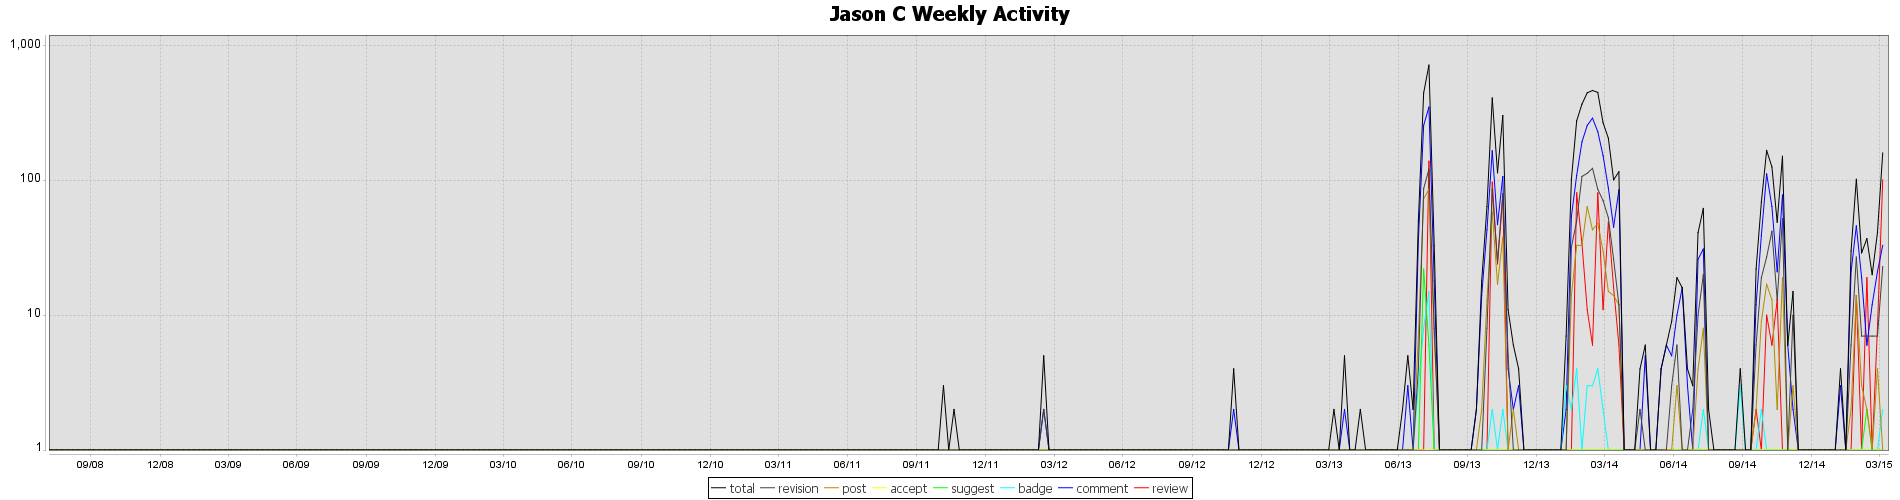 Jason C Weekly Activity
1,000
100
10
1
09/08 12/08 03/09 06/09 09/09 12/09 03/10 06/10 09/10 12/10 03/11 06/11 09/11 12/11 03/12 06/12 09/12 12/12 03/13 06/13 09/13 12/13 03/14 06/14 09/14 12/14 03/15
total revision post accept suggest badge comment review